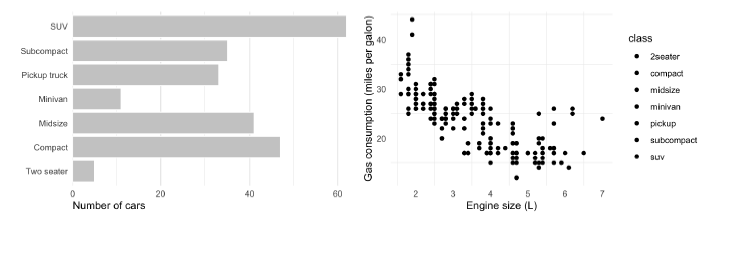 SUV
Subcompact
Pickup truck
Minivan
Midsize
Compact
Two seater
0 20 40 60
Number of cars
Gas consumption (miles per galon)
40
30
20
2 3 4 5 6 7
Engine size (L)
class
2seater
compact
midsize
minivan
pickup
subcompact
suv